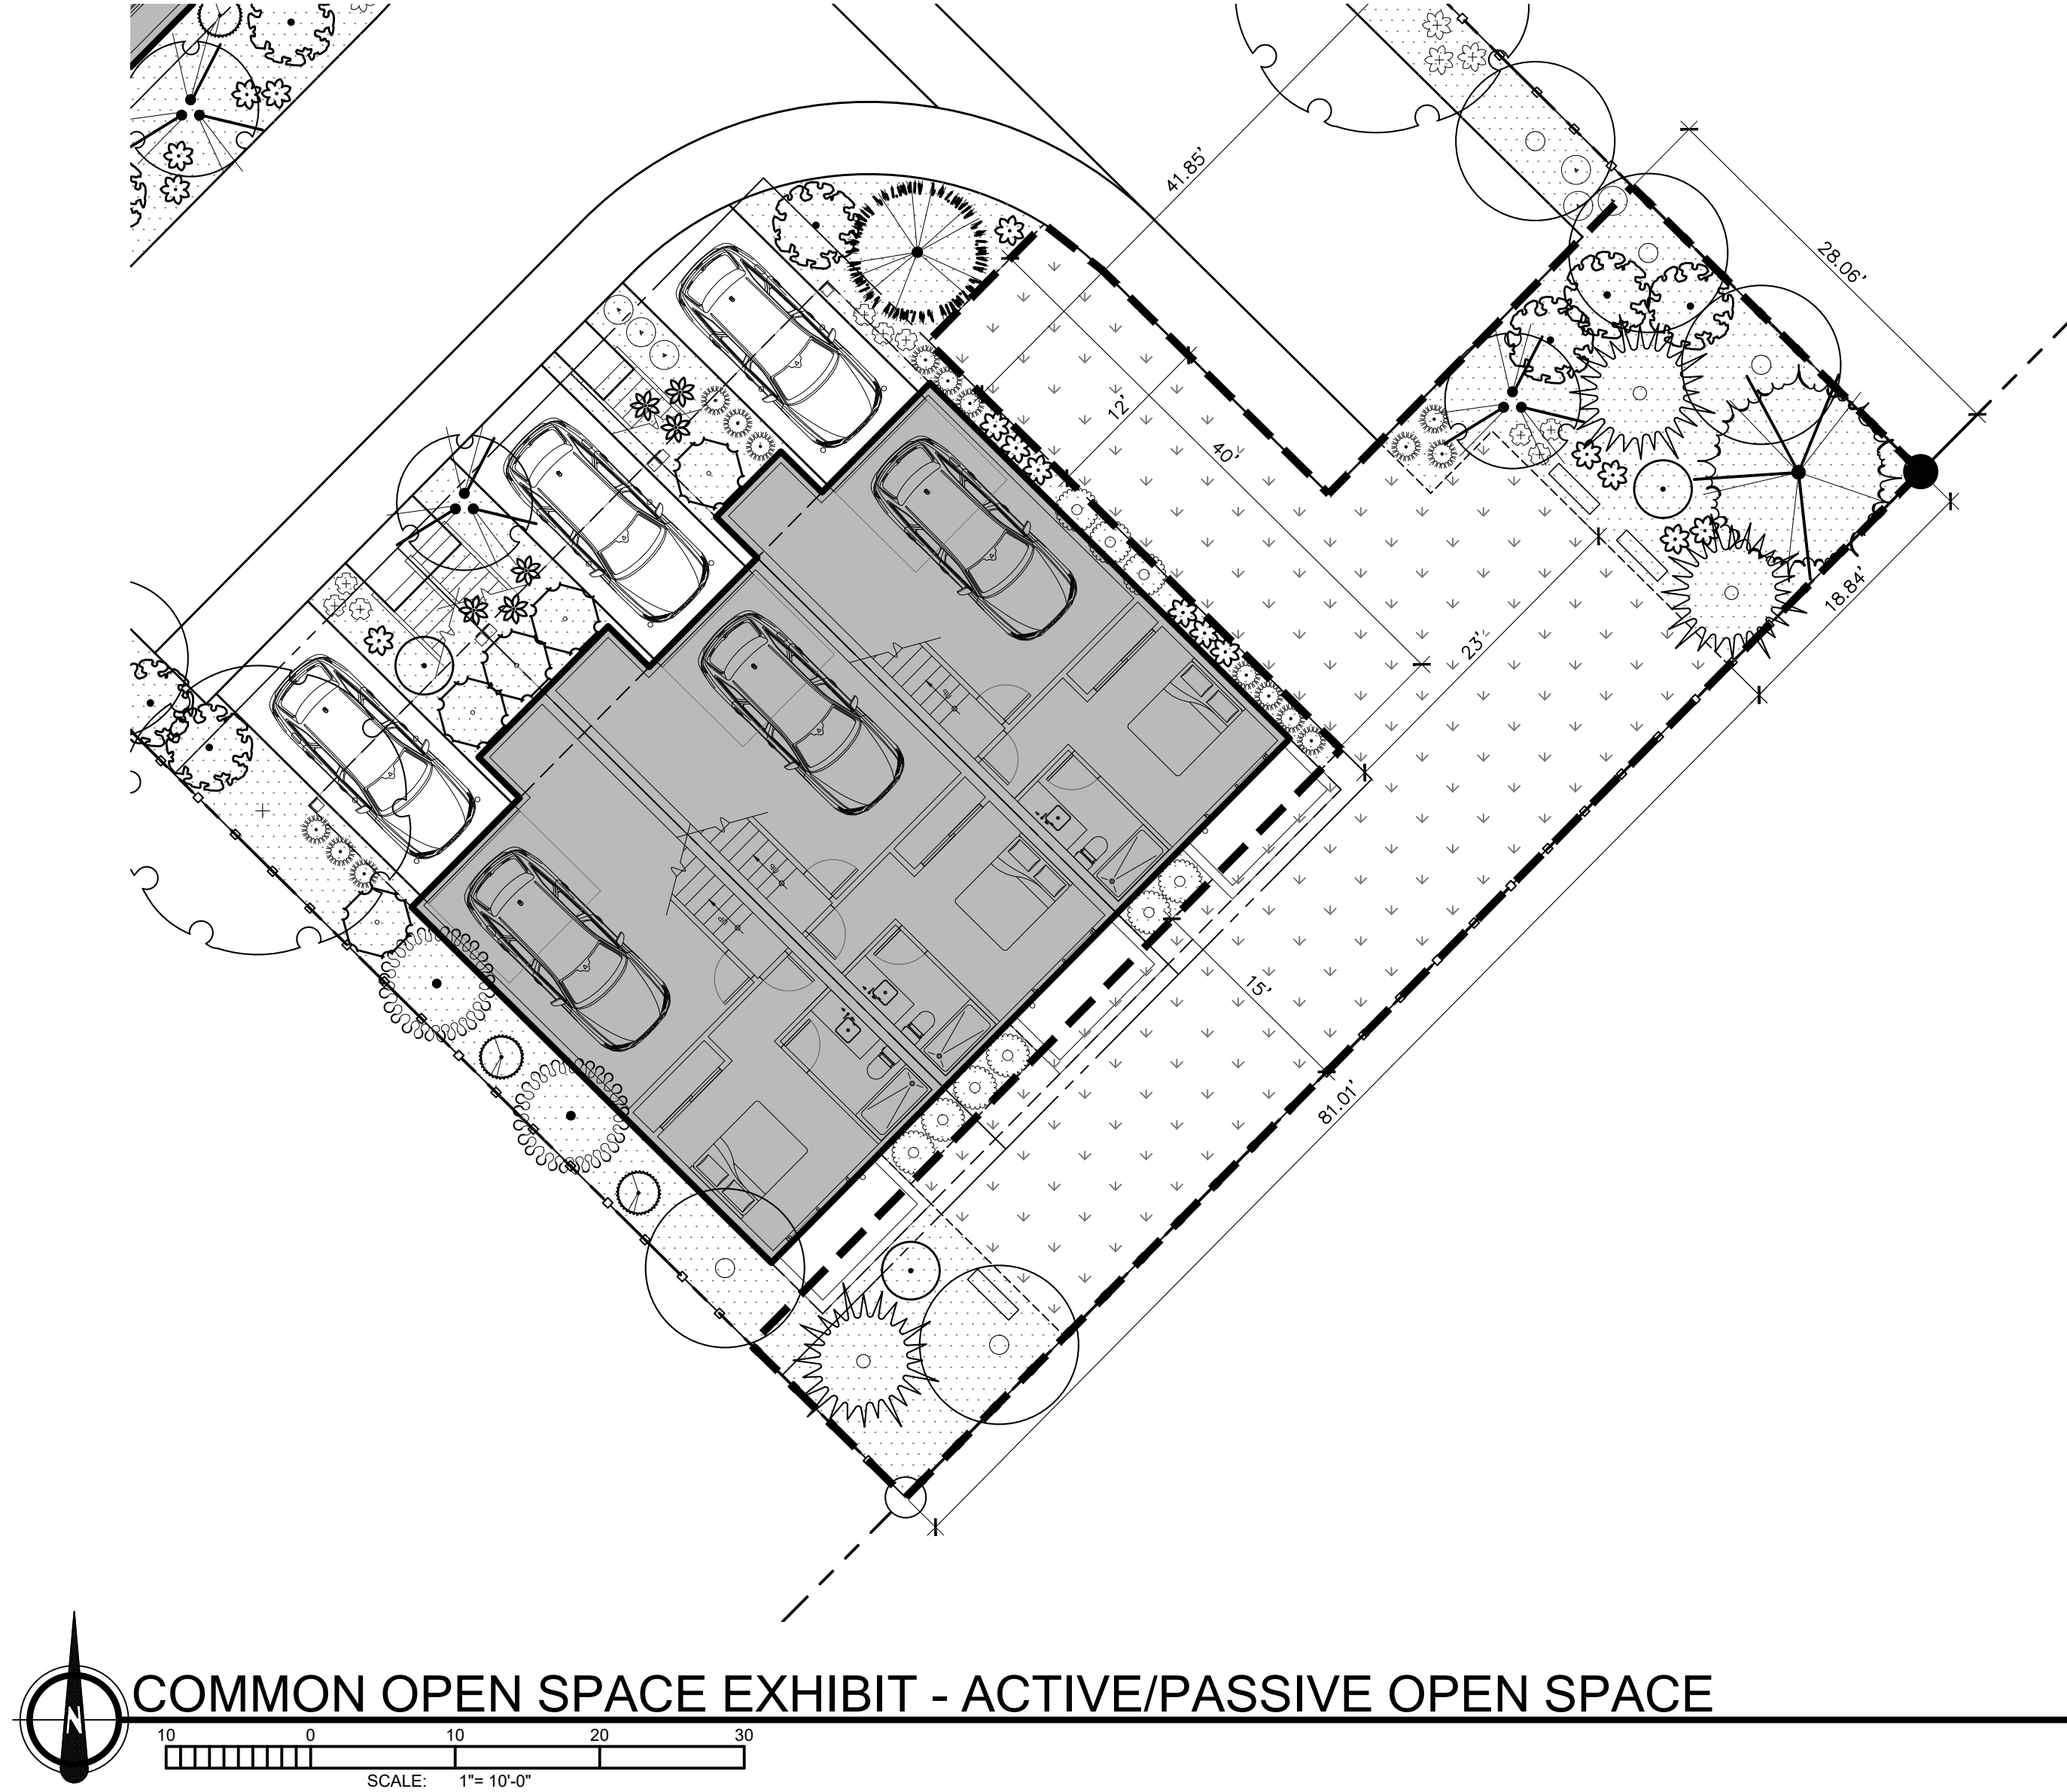 41.85'
28.06'
12'
40'
18.84'
23'
15'
81.01'
COMMON OPEN SPACE EXHIBIT - ACTIVE/PASSIVE OPEN SPACE
N
10 0 10 20 30
SCALE: 1"= 10'-0"